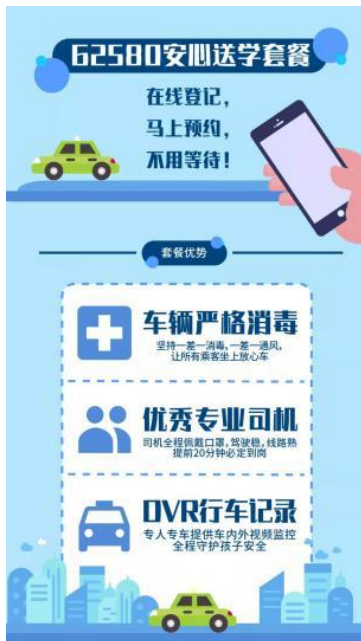 62580安心送学套餐
在线登记，
马上预约，
不用等待！
套餐优势
车辆严格消毒
坚持一差一消毒，一差一通风，
让所有乘客坐上放心车
优秀专业司机
司机全程佩戴口罩，驾驶稳，线路熟
提前20分钟必定到岗
DVR行车记录
专人专车提供车内外视频监控
全程守护孩子安全